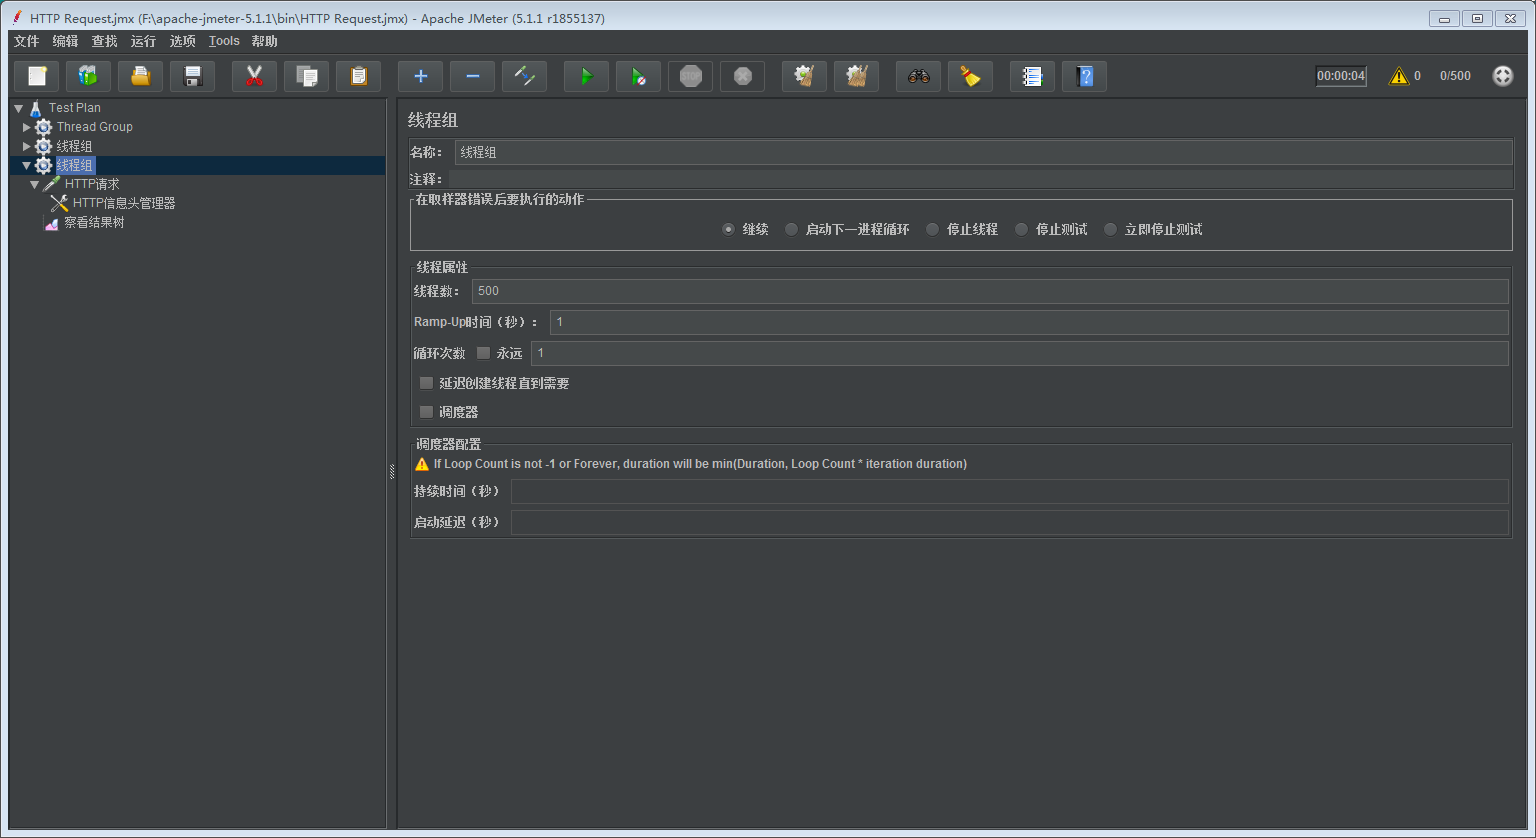 HTTP Request.jmx (F:\apache-jmeter-5.1.1\bin\HTTP Request.jmx) - Apache JMeter (5.1.1 r1855137)
文件 编辑 查找 运行 选项 Tools 帮助
STOP 00:00:04 0 0/500
Test Plan
Thread Group
线程组
线程组
HTTP请求
HTTP信息头管理器
察看结果树
线程组
名称： 线程组
注释：
在取样器错误后要执行的动作
继续 启动下一进程循环 停止线程 停止测试 立即停止测试
线程属性
线程数： 500
Ramp-Up时间（秒）： 1
循环次数 永远 1
延迟创建线程直到需要
调度器
调度器配置
If Loop Count is not -1 or Forever, duration will be min(Duration, Loop Count * iteration duration)
持续时间（秒）
启动延迟（秒）